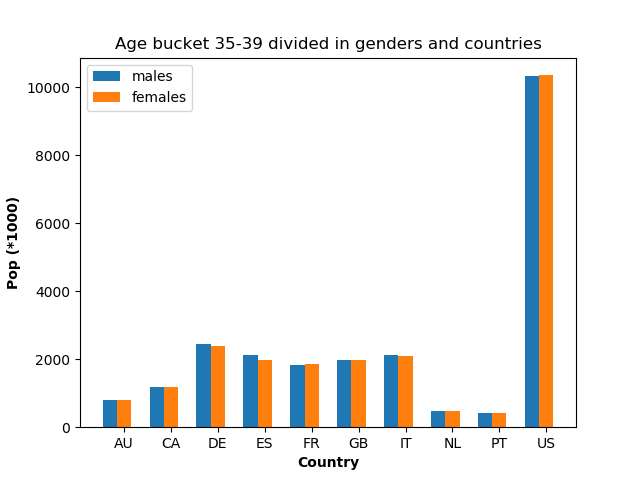 Age bucket 35-39 divided in genders and countries
males
females
10000
8000
6000
4000
2000
0
Pop (*1000)
AU CA DE ES FR GB IT NL PT US
Country